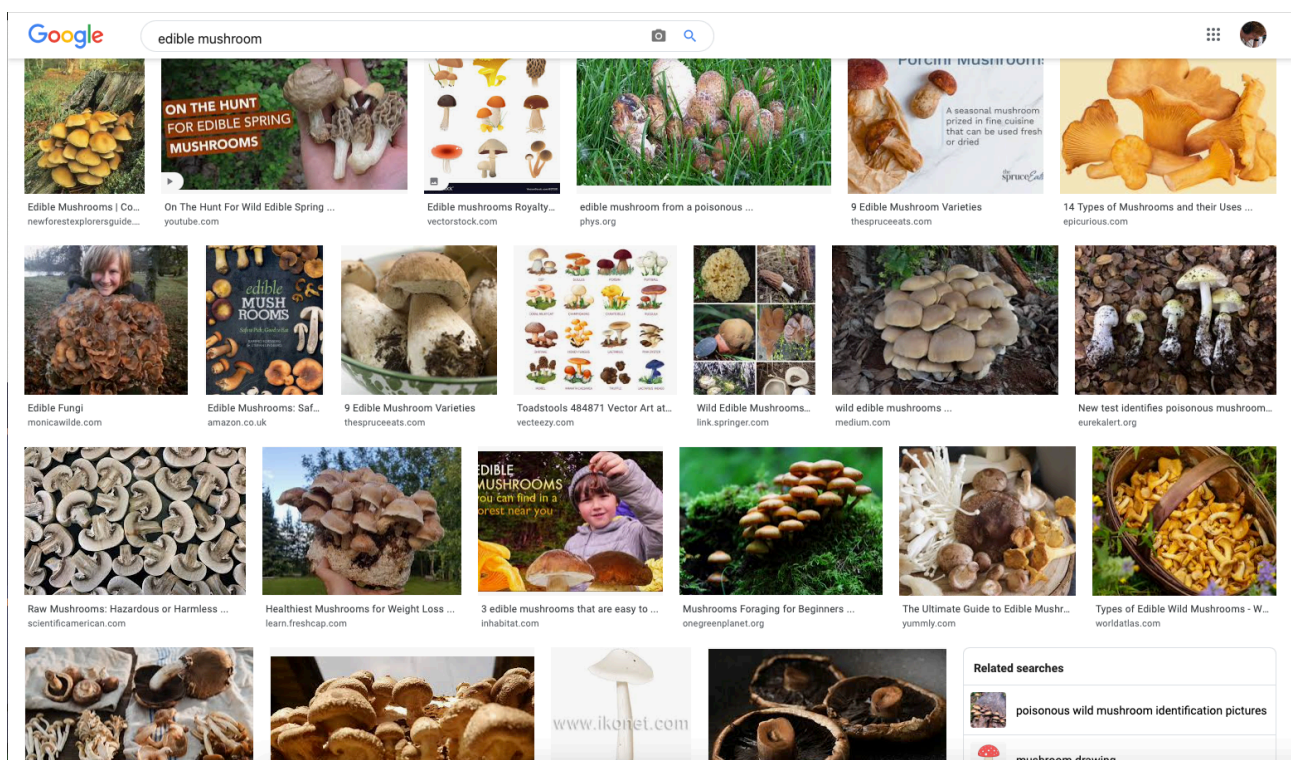 Google
edible mushroom
ON THE HUNT
FOR EDIBLE SPRING
MUSHROOMS
Porcini Mushrooms
A seasonal mushroom
prized in fine cuisine
that can be used fresh
or dried
the
spruceEats
Edible Mushrooms | Co...
newforestexplorersguide....
On The Hunt For Wild Edible Spring ...
youtube.com
Edible mushrooms Royalty...
vectorstock.com
edible mushroom from a poisonous ...
phys.org
9 Edible Mushroom Varieties
thespruceeats.com
14 Types of Mushrooms and their Uses ...
epicurious.com
edible
MUSH
ROOMS
Edible Fungi
monicawilde.com
Edible Mushrooms: Saf...
amazon.co.uk
9 Edible Mushroom Varieties
thespruceeats.com
Toadstools 484871 Vector Art at...
vecteezy.com
Wild Edible Mushrooms...
link.springer.com
wild edible mushrooms ...
medium.com
New test identifies poisonous mushroom...
eurekalert.org
EDIBLE
MUSHROOMS
you can find in a
forest near you
Raw Mushrooms: Hazardous or Harmless ...
scientificamerican.com
Healthiest Mushrooms for Weight Loss ...
learn.freshcap.com
3 edible mushrooms that are easy to ...
inhabitat.com
Mushrooms Foraging for Beginners ...
onegreenplanet.org
The Ultimate Guide to Edible Mushr...
yummly.com
Types of Edible Wild Mushrooms - W...
worldatlas.com
www.ikonet.com
Related searches
poisonous wild mushroom identification pictures
mushroom drawing